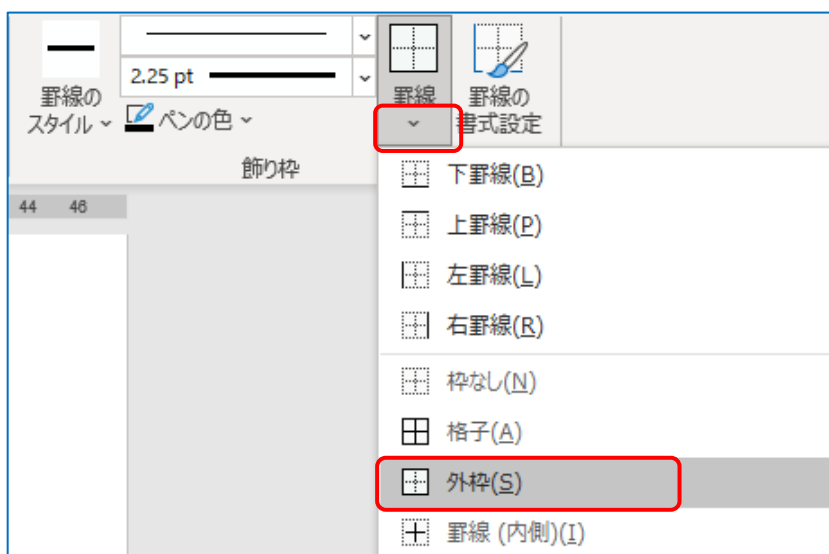 罫線の
スタイル
2.25 pt
ペンの色
罫線
罫線の
書式設定
飾り枠
44 46
下罫線(B)
上罫線(P)
左罫線(L)
右罫線(R)
枠なし(N)
格子(A)
外枠(S)
罫線 (内側)(I)